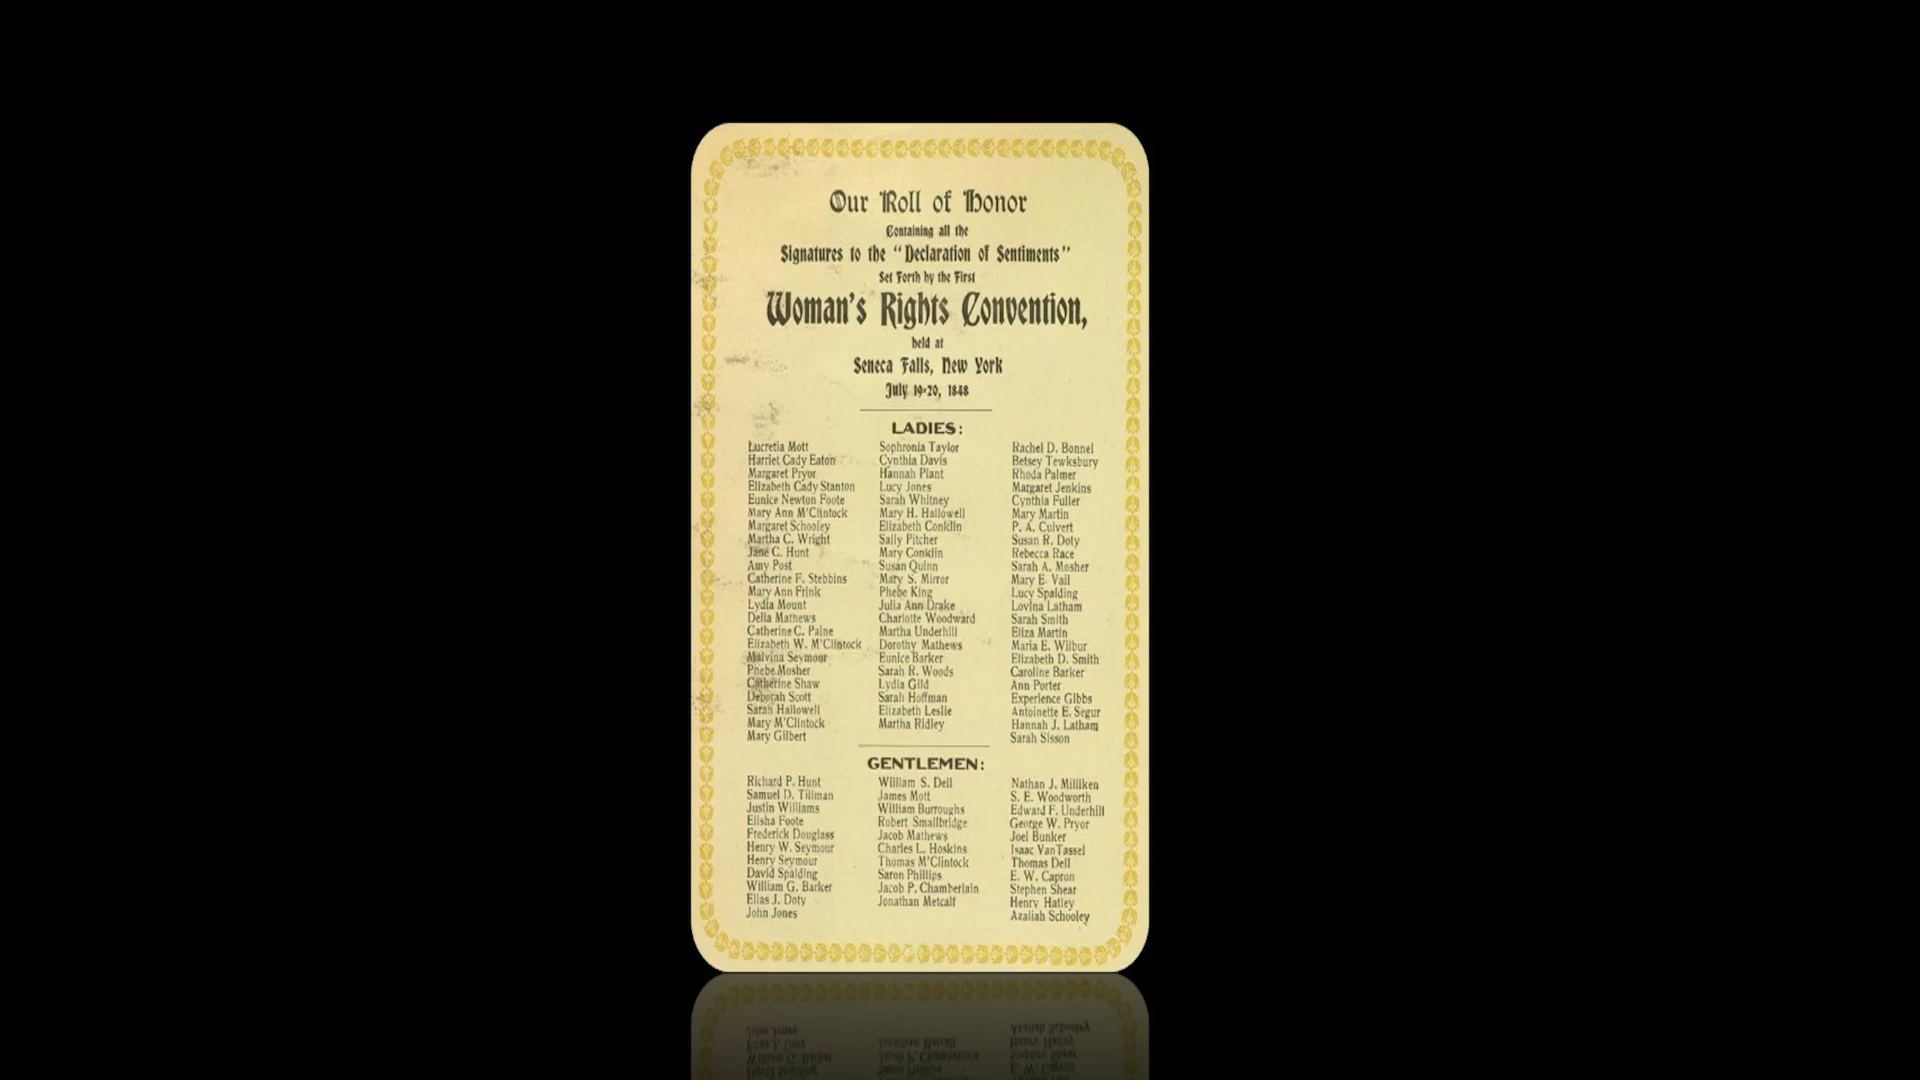 Our Roll of Honor
Containing all the
Signatures to the “Declaration of Sentiments”
Set Forth by the First
Woman's Rights Convention,
held at
Seneca Falls, New York
July 19-20, 1848
LADIES:
Lucretia Mott
Harriet Cady Eaton
Margaret Pryor
Elizabeth Cady Stanton
Eunice Newton Foote
Mary Ann M'Clintock
Margaret Schooley
Martha C. Wright
Jane C. Hunt
Amy Post
Catherine F. Stebbins
Mary Ann Frink
Lydia Mount
Delia Mathews
Catherine C. Paine
Elizabeth W. M'Clintock
Malvina Seymour
Phebe Mosher
Catherine Shaw
Deborah Scott
Sarah Hallowell
Mary M'Clintock
Mary Gilbert
Sophronia Taylor
Cynthia Davis
Hannah Plant
Lucy Jones
Sarah Whitney
Mary H. Hallowell
Elizabeth Conklin
Sally Pitcher
Mary Conklin
Susan Quinn
Mary S. Mirror
Phebe King
Julia Ann Drake
Charlotte Woodward
Martha Underhill
Dorothy Mathews
Eunice Barker
Sarah R. Woods
Lydia Gild
Sarah Hoffman
Elizabeth Leslie
Martha Ridley
Rachel D. Bonnel
Betsey Tewksbury
Rhoda Palmer
Margaret Jenkins
Cynthia Fuller
Mary Martin
P. A. Culvert
Susan R. Doty
Rebecca Race
Sarah A. Mosher
Mary E. Vail
Lucy Spalding
Lovina Latham
Sarah Smith
Eliza Martin
Maria E. Wilbur
Elizabeth D. Smith
Caroline Barker
Ann Porter
Experience Gibbs
Antoinette E. Segur
Hannah J. Latham
Sarah Sisson
GENTLEMEN:
Richard P. Hunt
Samuel D. Tillman
Justin Williams
Elisha Foote
Frederick Douglass
Henry W. Seymour
Henry Seymour
David Spalding
William G. Barker
Elias J. Doty
John Jones
William S. Dell
James Mott
William Burroughs
Robert Smallbridge
Jacob Mathews
Charles L. Hoskins
Thomas M'Clintock
Saron Phillips
Jacob P. Chamberlain
Jonathan Metcalf
Nathan J. Milliken
S. E. Woodworth
Edward F. Underhill
George W. Pryor
Joel Bunker
Isaac VanTassel
Thomas Dell
E. W. Capron
Stephen Shear
Henry Hatley
Azaliah Schooley